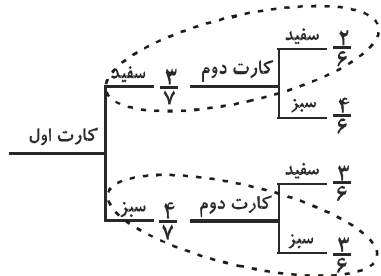 سفید ۲/۶
سفید ۳/۷ کارت دوم
سبز ۴/۶
کارت اول
سفید ۳/۶
سبز ۴/۷ کارت دوم
سبز ۳/۶